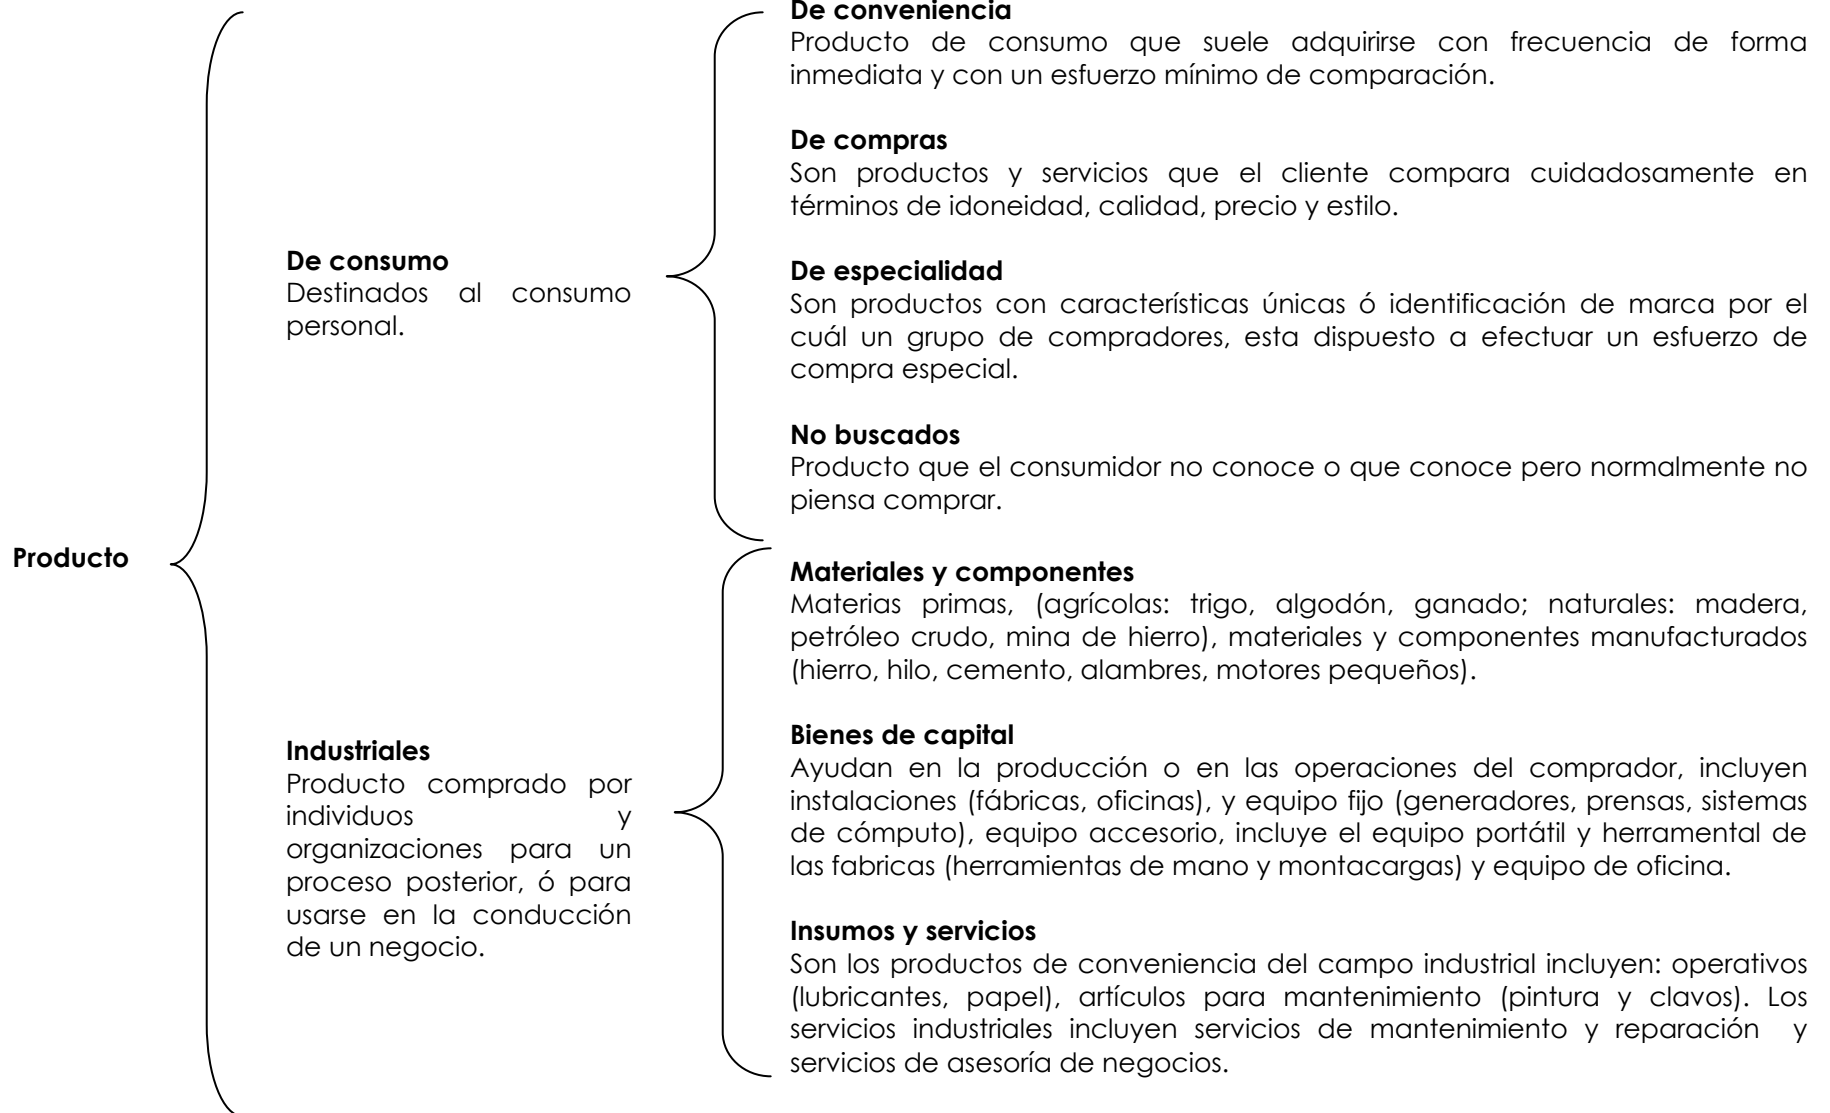 Producto
De consumo
Destinados al consumo
personal.
De conveniencia
Producto de consumo que suele adquirirse con frecuencia de forma
inmediata y con un esfuerzo mínimo de comparación.
De compras
Son productos y servicios que el cliente compara cuidadosamente en
términos de idoneidad, calidad, precio y estilo.
De especialidad
Son productos con características únicas ó identificación de marca por el
cuál un grupo de compradores, esta dispuesto a efectuar un esfuerzo de
compra especial.
No buscados
Producto que el consumidor no conoce o que conoce pero normalmente no
piensa comprar.
Industriales
Producto comprado por
individuos y
organizaciones para un
proceso posterior, ó para
usarse en la conducción
de un negocio.
Materiales y componentes
Materias primas, (agrícolas: trigo, algodón, ganado; naturales: madera,
petróleo crudo, mina de hierro), materiales y componentes manufacturados
(hierro, hilo, cemento, alambres, motores pequeños).
Bienes de capital
Ayudan en la producción o en las operaciones del comprador, incluyen
instalaciones (fábricas, oficinas), y equipo fijo (generadores, prensas, sistemas
de cómputo), equipo accesorio, incluye el equipo portátil y herramental de
las fabricas (herramientas de mano y montacargas) y equipo de oficina.
Insumos y servicios
Son los productos de conveniencia del campo industrial incluyen: operativos
(lubricantes, papel), artículos para mantenimiento (pintura y clavos). Los
servicios industriales incluyen servicios de mantenimiento y reparación y
servicios de asesoría de negocios.